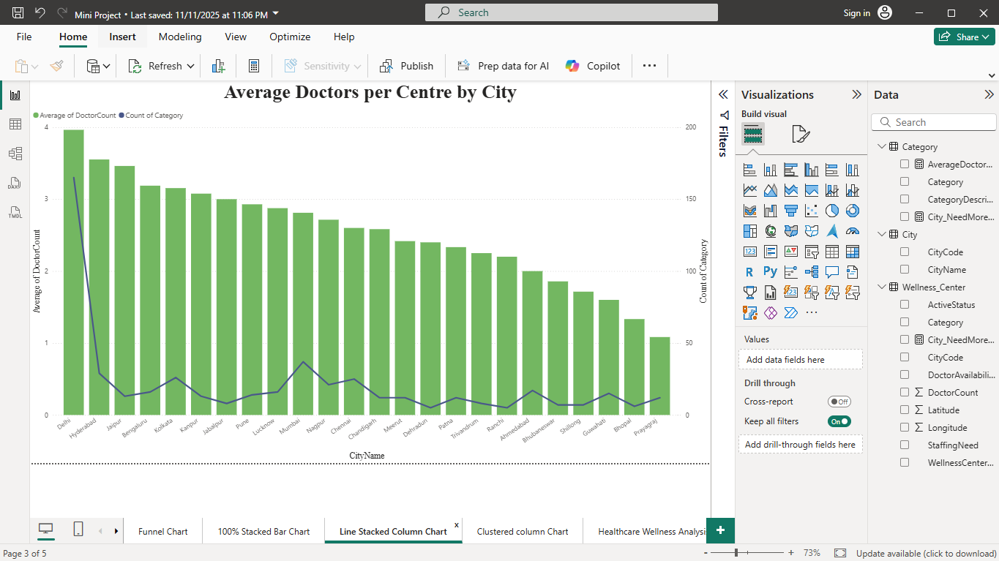 Mini Project • Last saved: 11/11/2025 at 11:06 PM
Search
Sign in
File
Home
Insert
Modeling
View
Optimize
Help
Share
Refresh
Sensitivity
Publish
Prep data for AI
Copilot
Average Doctors per Centre by City
Average of DoctorCount
Count of Category
4
3
2
1
0
200
150
100
50
0
Average of DoctorCount
Count of Category
Delhi
Hyderabad
Jaipur
Bengaluru
Kolkata
Kanpur
Jabalpur
Pune
Lucknow
Mumbai
Nagpur
Chennai
Chandigarh
Meerut
Dehradun
Patna
Trivandrum
Ranchi
Ahmedabad
Bhubaneswar
Shillong
Guwahati
Bhopal
Prayagraj
CityName
Filters
Visualizations
Build visual
123
R
Py
123
Values
Add data fields here
Drill through
Cross-report
Off
Keep all filters
On
Add drill-through fields here
Data
Search
Category
AverageDoctor...
Category
CategoryDescri...
City_NeedMore...
City
CityCode
CityName
Wellness_Center
ActiveStatus
Category
City_NeedMore...
CityCode
DoctorAvailabili...
DoctorCount
Latitude
Longitude
StaffingNeed
WellnessCenter...
DAX
TMDL
Funnel Chart
100% Stacked Bar Chart
Line Stacked Column Chart
x
Clustered column Chart
Healthcare Wellness Analysi
+
Page 3 of 5
-
+
73%
Update available (click to download)